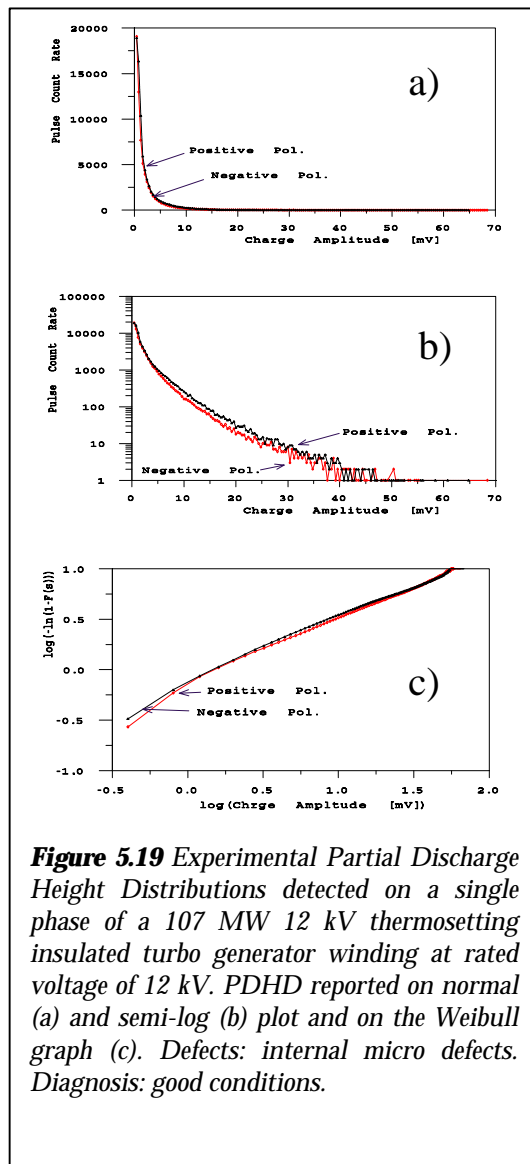 20000
15000
10000
5000
0
Pulse Count Rate
a)
Positive Pol.
Negative Pol.
0 10 20 30 40 50 60 70
Charge Amplitude [mV]
100000
10000
1000
100
10
1
Pulse Count Rate
b)
Positive Pol.
Negative Pol.
0 10 20 30 40 50 60 70
Charge Amplitude [mV]
1.0
0.5
0.0
-0.5
-1.0
log(-ln(1-F(s)))
c)
Positive Pol.
Negative Pol.
-0.5 0.0 0.5 1.0 1.5 2.0
log(Chrge Ampltude [mV])
Figure 5.19 Experimental Partial Discharge
Height Distributions detected on a single
phase of a 107 MW 12 kV thermosetting
insulated turbo generator winding at rated
voltage of 12 kV. PDHD reported on normal
(a) and semi-log (b) plot and on the Weibull
graph (c). Defects: internal micro defects.
Diagnosis: good conditions.